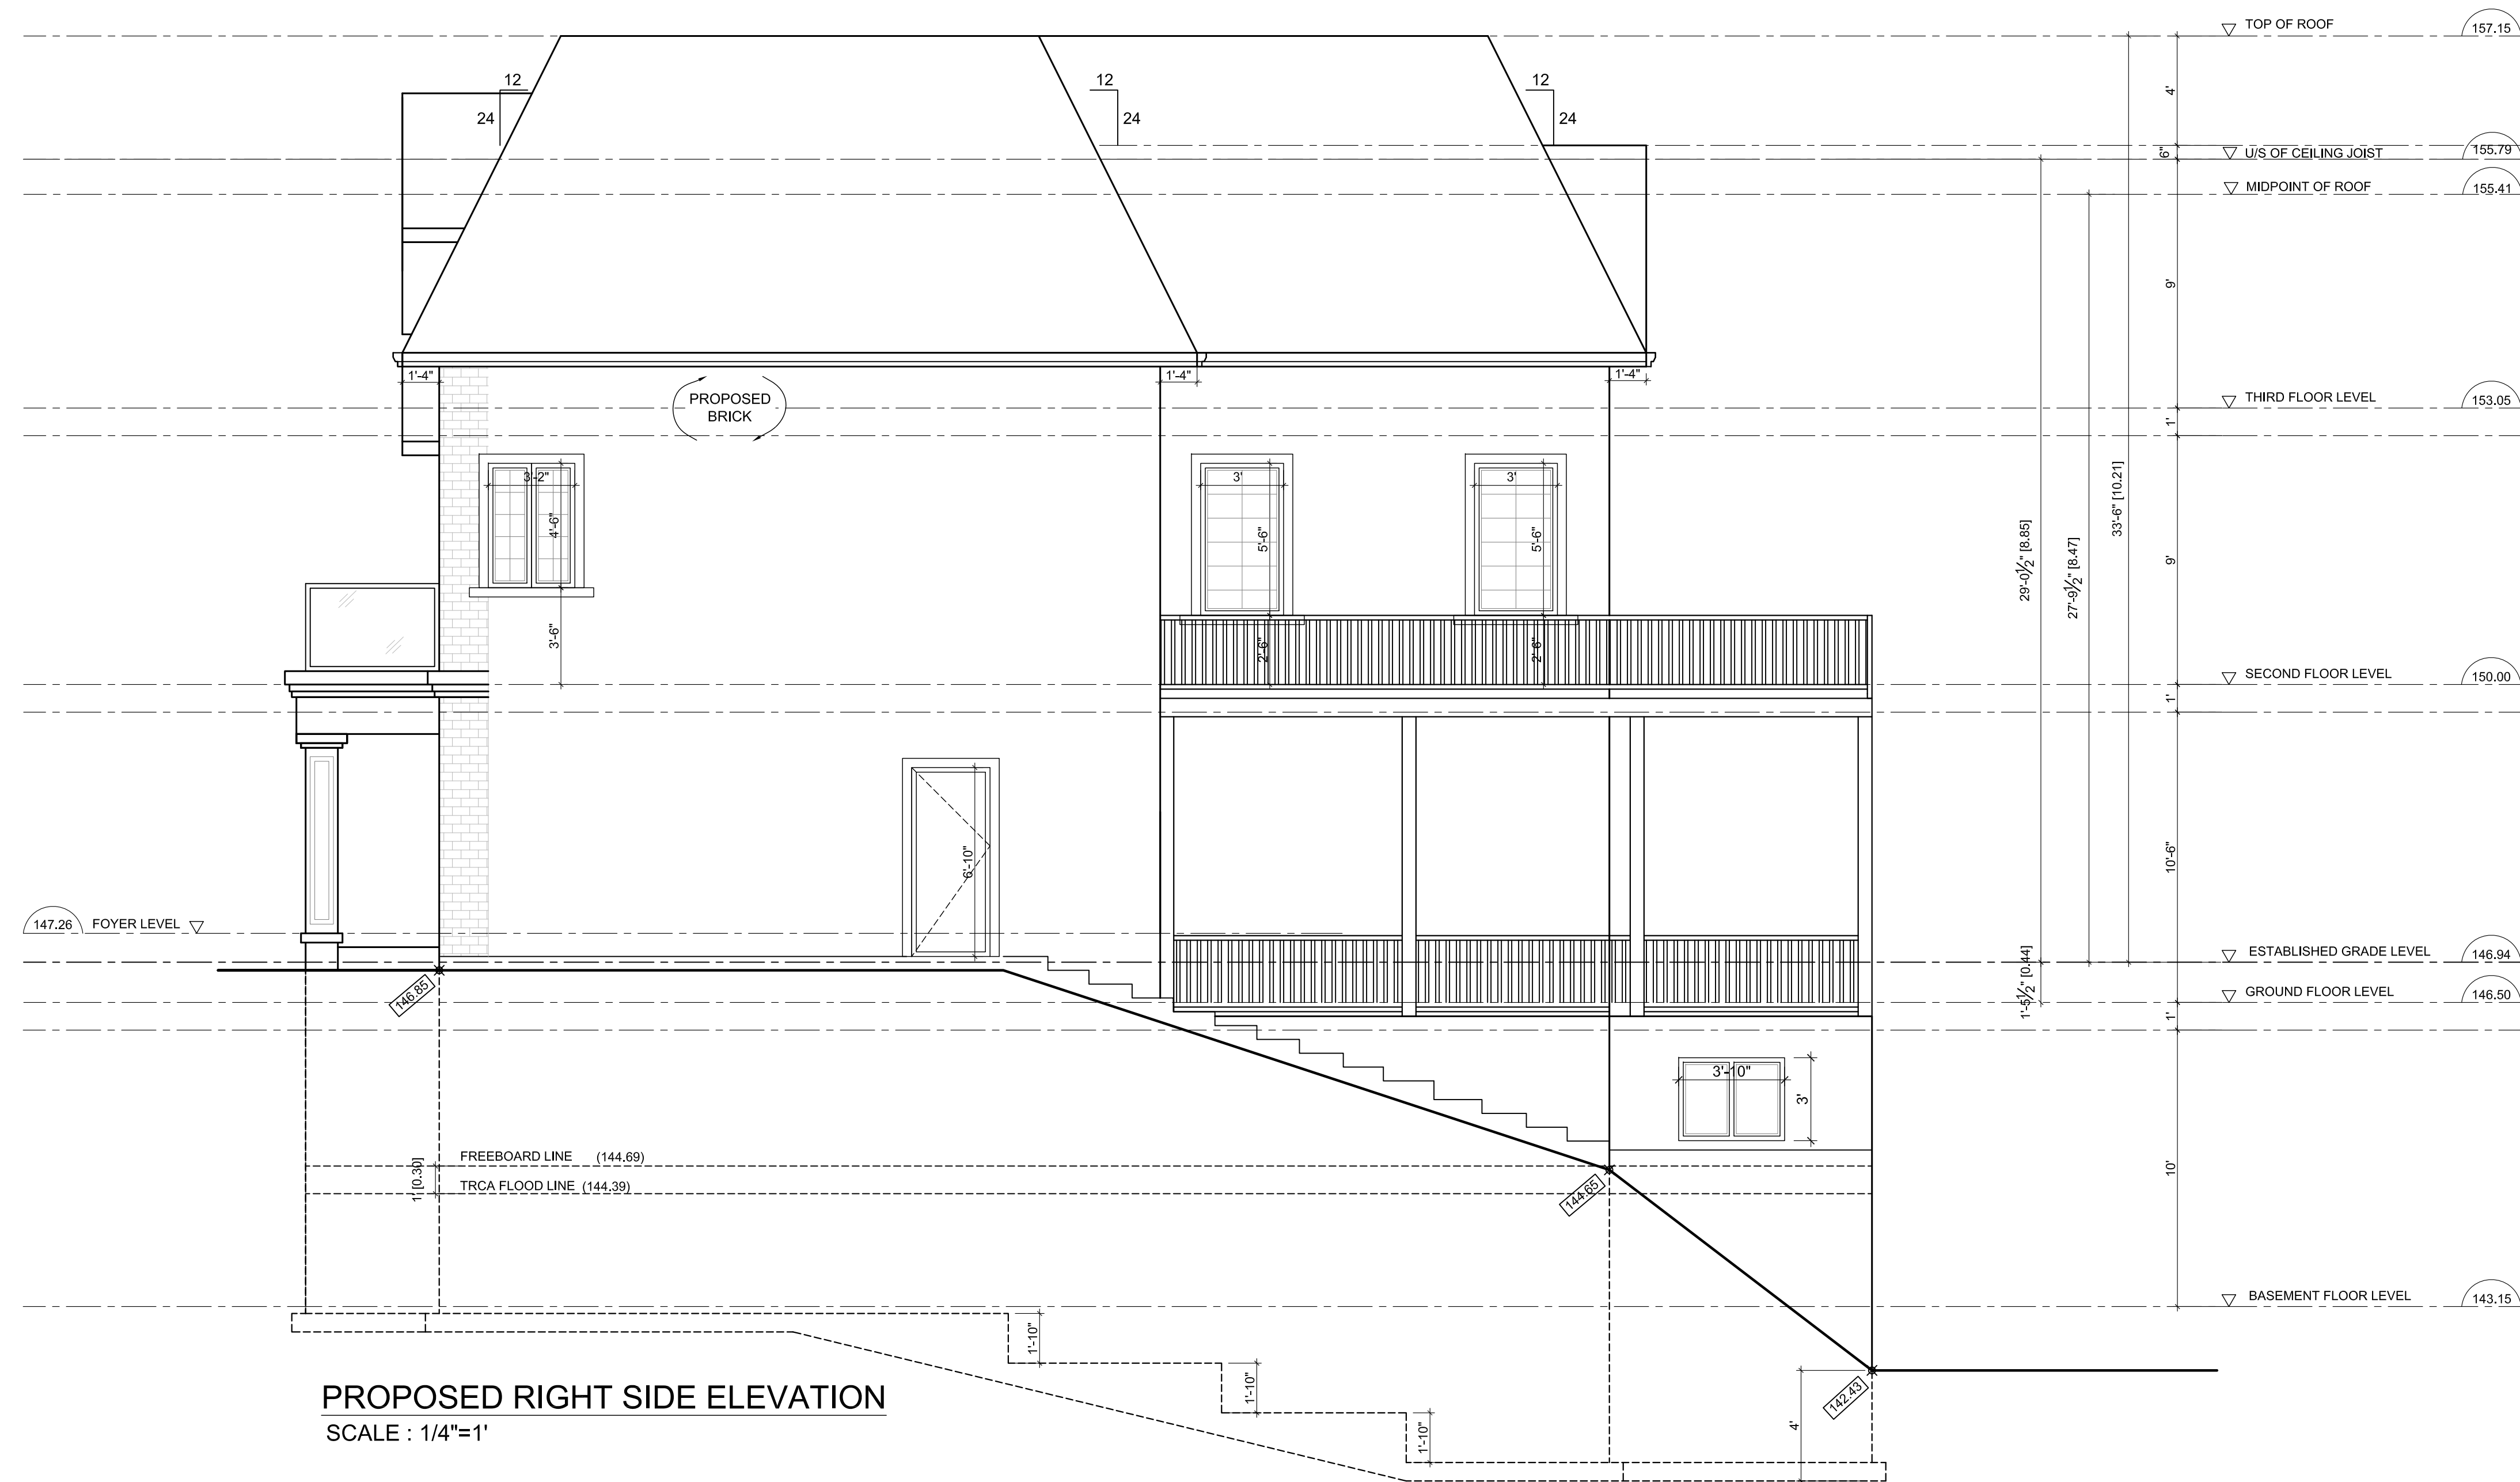 TOP OF ROOF 157.15
12
24
12
24
12
24
4'
6"
U/S OF CEILING JOIST 155.79
MIDPOINT OF ROOF 155.41
9'
1'-4"
1'-4"
1'-4"
PROPOSED
BRICK
THIRD FLOOR LEVEL 153.05
1'
3'-2"
4'-6"
3'-6"
3'
5'-6"
2'-6"
3'
5'-6"
2'-6"
29'-0½" [8.85]
27'-9½" [8.47]
33'-6" [10.21]
9'
SECOND FLOOR LEVEL 150.00
1'
6'-10"
10'-6"
147.26 FOYER LEVEL
ESTABLISHED GRADE LEVEL 146.94
1'-5½" [0.44]
GROUND FLOOR LEVEL 146.50
1'
146.85
3'-10"
3'
FREEBOARD LINE (144.69)
1' [0.30]
TRCA FLOOD LINE (144.39)
144.65
10'
BASEMENT FLOOR LEVEL 143.15
1'-10"
1'-10"
1'-10"
142.43
4'
PROPOSED RIGHT SIDE ELEVATION
SCALE : 1/4"=1'